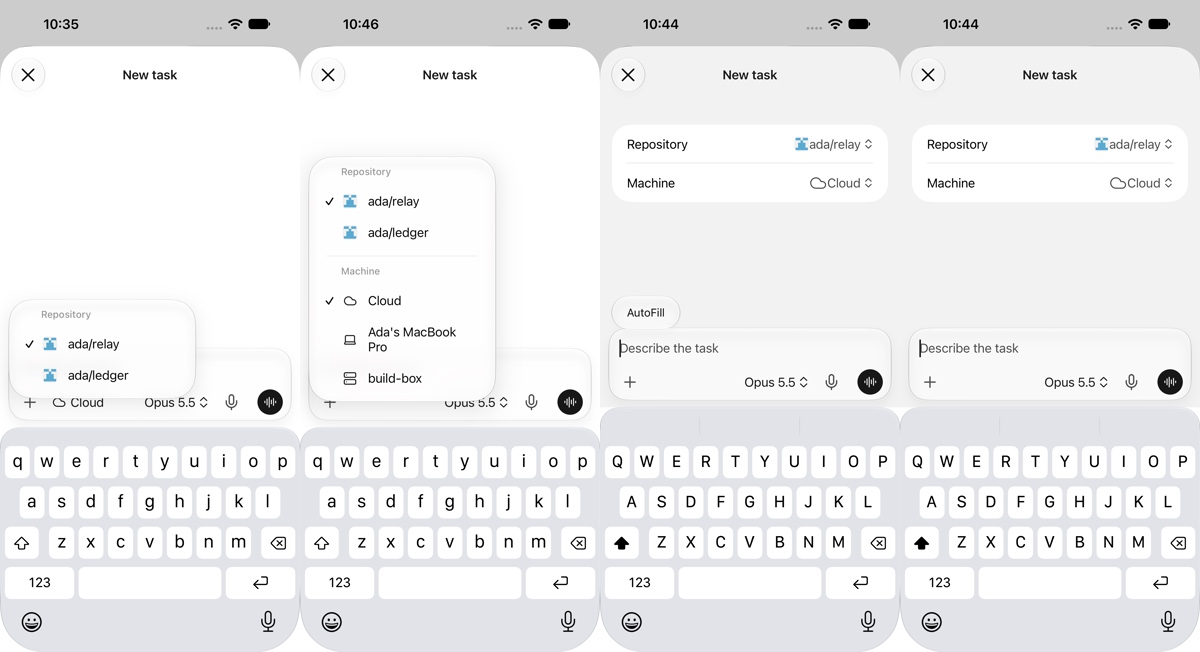 10:35
New task
Repository
ada/relay
ada/ledger
Cloud
Opus 5.5
q w e r t y u i o p
a s d f g h j k l
z x c v b n m
123
10:46
New task
Repository
ada/relay
ada/ledger
Machine
Cloud
Ada's MacBook
Pro
build-box
Opus 5.5
q w e r t y u i o p
a s d f g h j k l
z x c v b n m
123
10:44
New task
Repository ada/relay
Machine Cloud
AutoFill
Describe the task
Opus 5.5
Q W E R T Y U I O P
A S D F G H J K L
Z X C V B N M
123
10:44
New task
Repository ada/relay
Machine Cloud
Describe the task
Opus 5.5
Q W E R T Y U I O P
A S D F G H J K L
Z X C V B N M
123